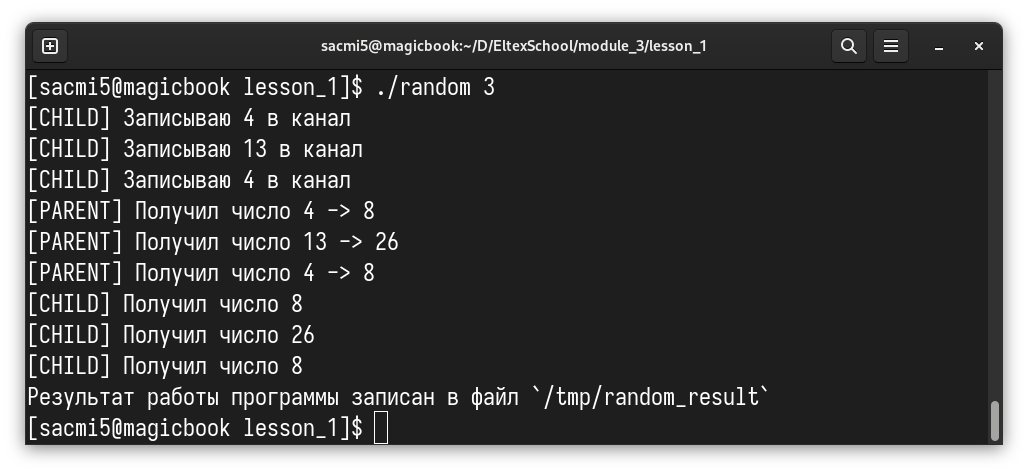 sacmi5@magicbook:~/D/EltexSchool/module_3/lesson_1
[sacmi5@magicbook lesson_1]$ ./random 3
[CHILD] Записываю 4 в канал
[CHILD] Записываю 13 в канал
[CHILD] Записываю 4 в канал
[PARENT] Получил число 4 -> 8
[PARENT] Получил число 13 -> 26
[PARENT] Получил число 4 -> 8
[CHILD] Получил число 8
[CHILD] Получил число 26
[CHILD] Получил число 8
Результат работы программы записан в файл `/tmp/random_result`
[sacmi5@magicbook lesson_1]$